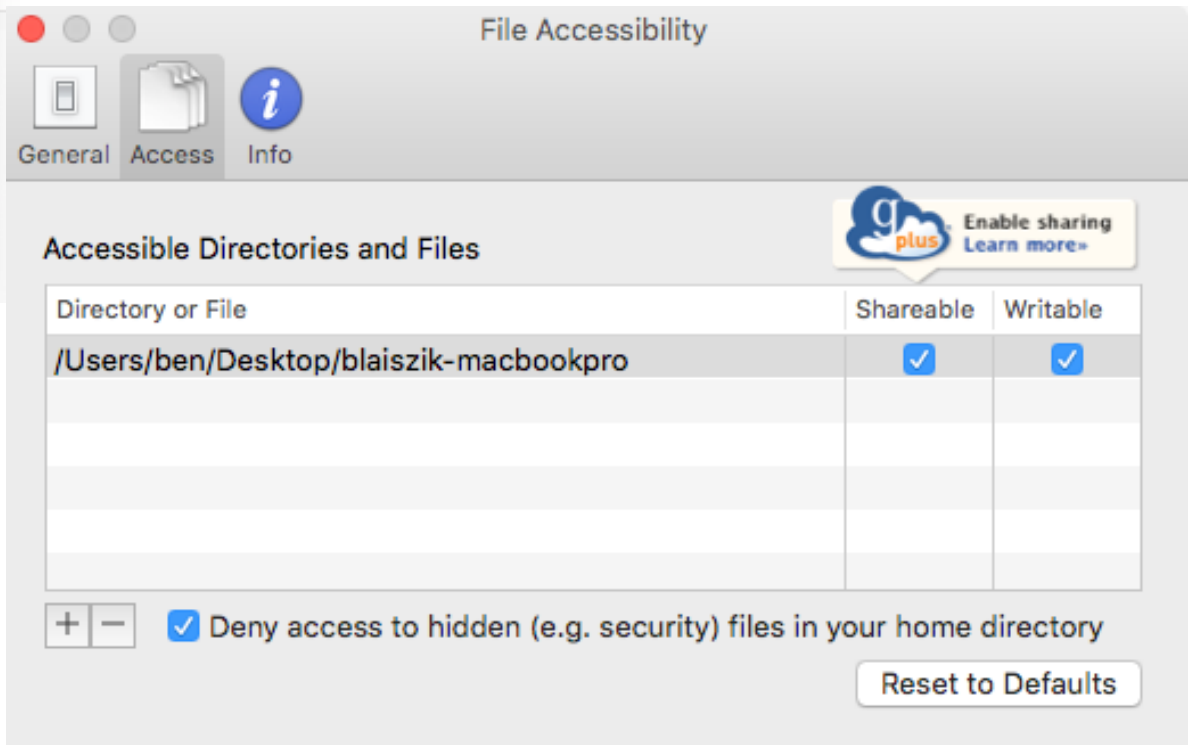 File Accessibility
General Access Info
g plus Enable sharing
Learn more»
Accessible Directories and Files
Directory or File Shareable Writable
/Users/ben/Desktop/blaiszik-macbookpro
Deny access to hidden (e.g. security) files in your home directory
Reset to Defaults